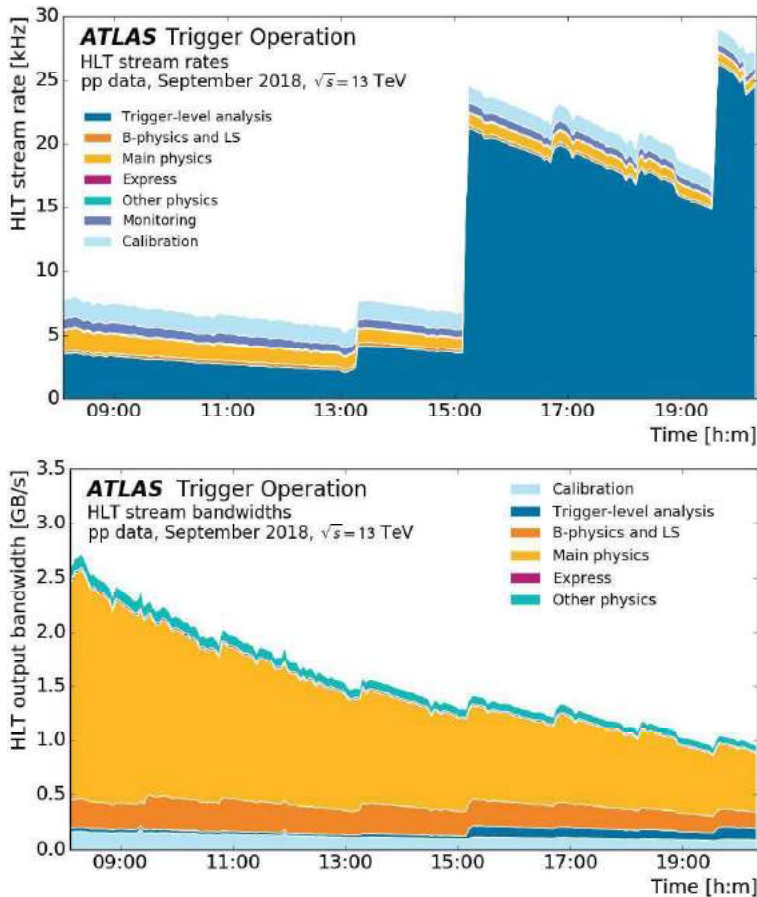 30
25
20
15
10
5
0
HLT stream rate [kHz]
ATLAS Trigger Operation
HLT stream rates
pp data, September 2018, √s = 13 TeV
Trigger-level analysis
B-physics and LS
Main physics
Express
Other physics
Monitoring
Calibration
09:00 11:00 13:00 15:00 17:00 19:00
Time [h:m]
3.5
3.0
2.5
2.0
1.5
1.0
0.5
0.0
HLT output bandwidth [GB/s]
ATLAS Trigger Operation
HLT stream bandwidths
pp data, September 2018, √s = 13 TeV
Calibration
Trigger-level analysis
B-physics and LS
Main physics
Express
Other physics
09:00 11:00 13:00 15:00 17:00 19:00
Time [h:m]